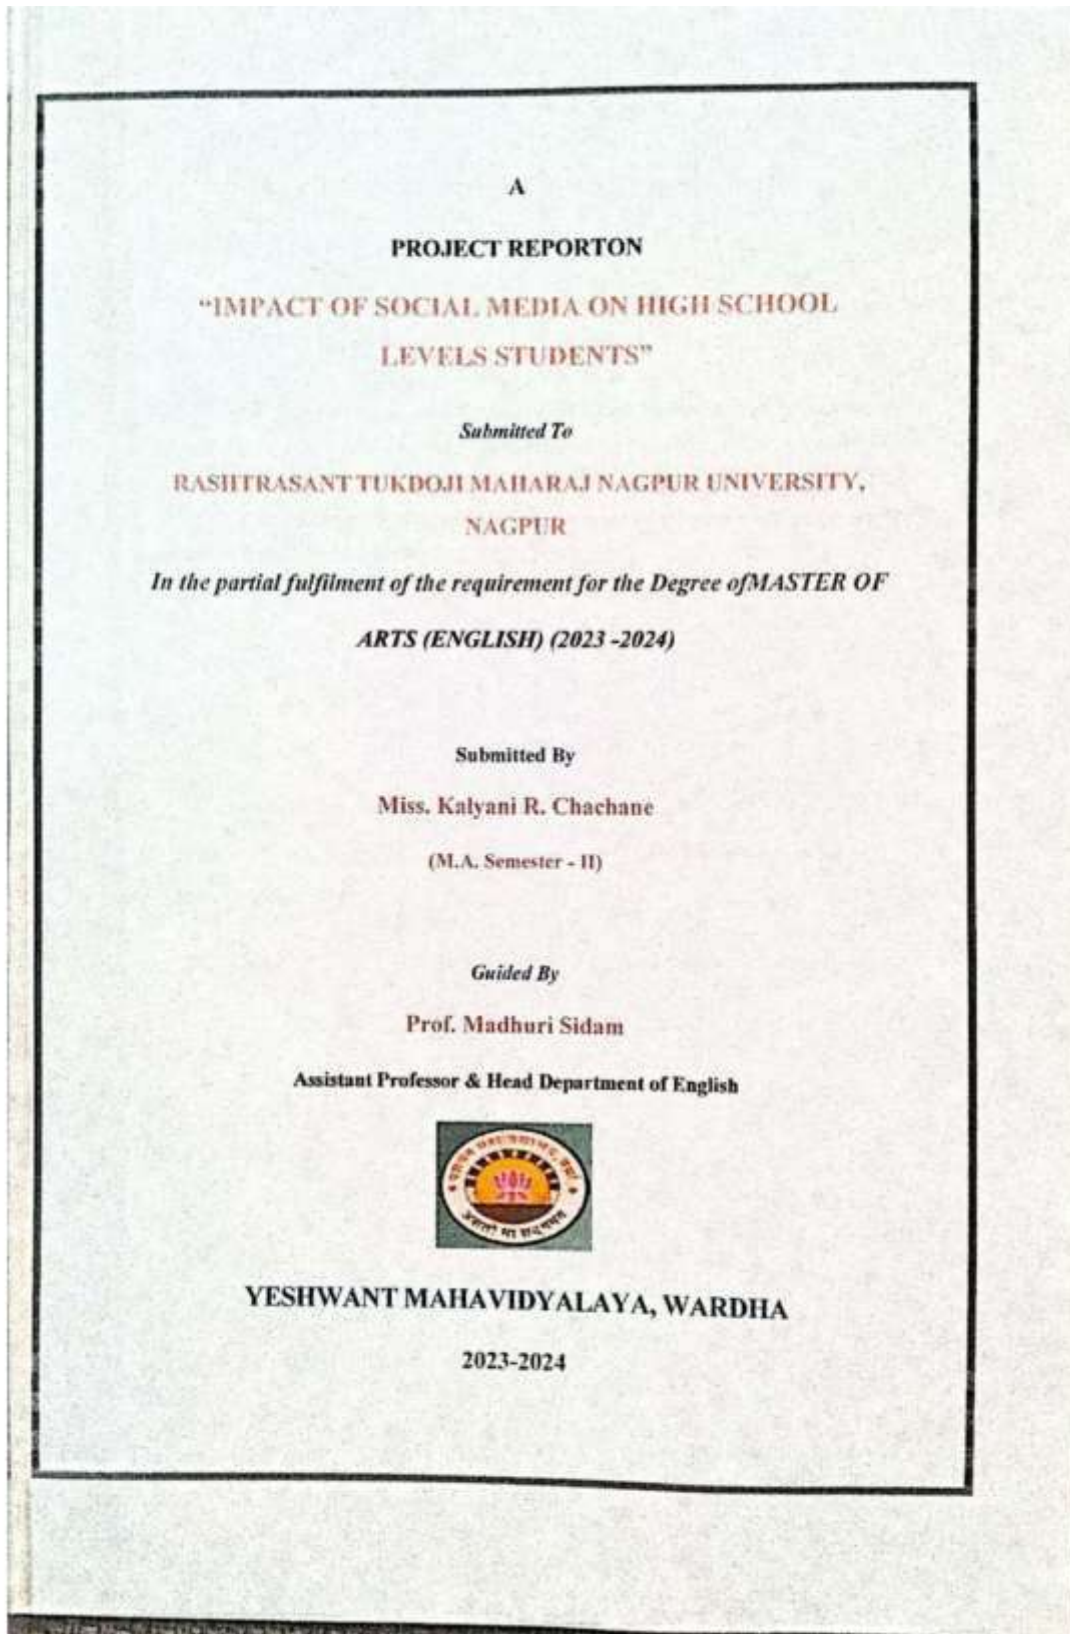 A
PROJECT REPORTON
“IMPACT OF SOCIAL MEDIA ON HIGH SCHOOL
LEVELS STUDENTS”
Submitted To
RASHTRASANT TUKDOJI MAHARAJ NAGPUR UNIVERSITY,
NAGPUR
In the partial fulfilment of the requirement for the Degree ofMASTER OF
ARTS (ENGLISH) (2023 -2024)
Submitted By
Miss. Kalyani R. Chachane
(M.A. Semester - II)
Guided By
Prof. Madhuri Sidam
Assistant Professor & Head Department of English
YESHWANT MAHAVIDYALAYA, WARDHA
2023-2024